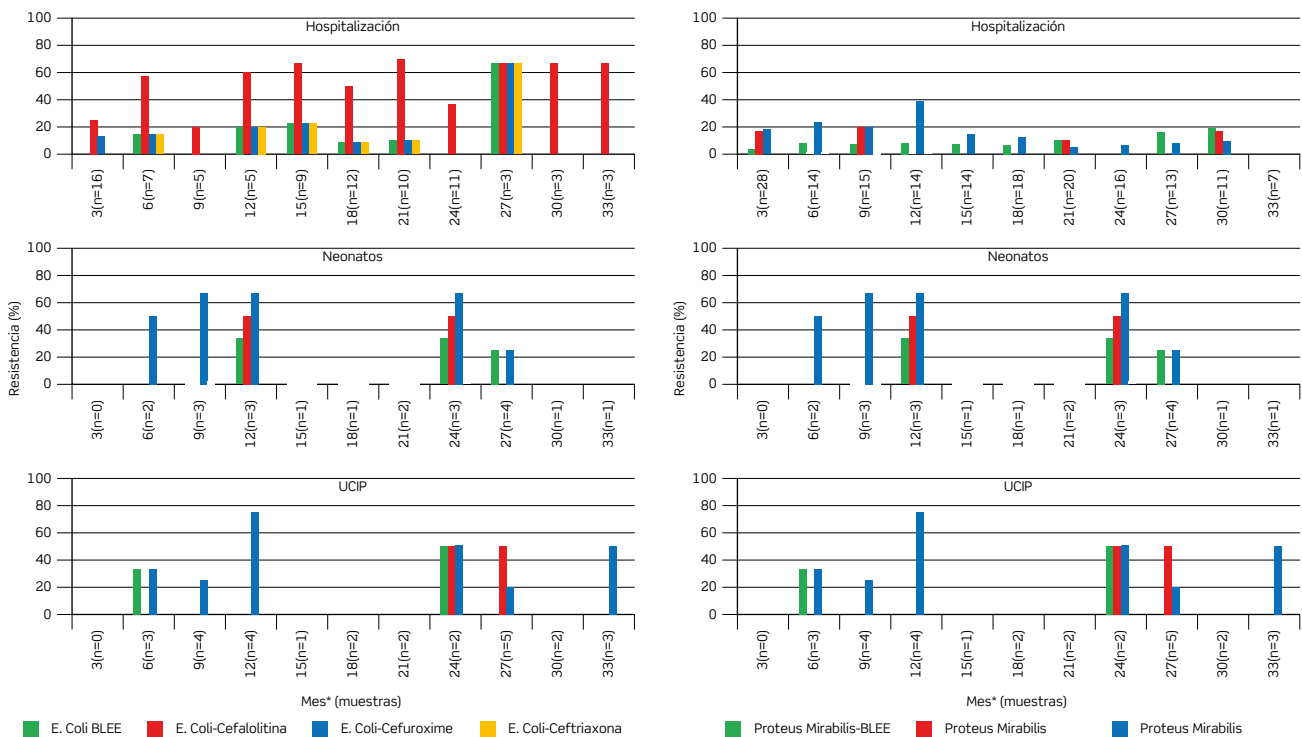 Hospitalización
100
80
60
40
20
0
3(n=16)
6(n=7)
9(n=5)
12(n=5)
15(n=9)
18(n=12)
21(n=10)
24(n=11)
27(n=3)
30(n=3)
33(n=3)
Neonatos
100
80
60
40
20
0
Resistencia (%)
3(n=0)
6(n=2)
9(n=3)
12(n=3)
15(n=1)
18(n=1)
21(n=2)
24(n=3)
27(n=4)
30(n=1)
33(n=1)
UCIP
100
80
60
40
20
0
3(n=0)
6(n=3)
9(n=4)
12(n=4)
15(n=1)
18(n=2)
21(n=2)
24(n=2)
27(n=5)
30(n=2)
33(n=3)
Mes* (muestras)
E. Coli BLEE
E. Coli-Cefalolitina
E. Coli-Cefuroxime
E. Coli-Ceftriaxona
Hospitalización
100
80
60
40
20
0
3(n=28)
6(n=14)
9(n=15)
12(n=14)
15(n=14)
18(n=18)
21(n=20)
24(n=16)
27(n=13)
30(n=11)
33(n=7)
Neonatos
100
80
60
40
20
0
Resistencia (%)
3(n=0)
6(n=2)
9(n=3)
12(n=3)
15(n=1)
18(n=1)
21(n=2)
24(n=3)
27(n=4)
30(n=1)
33(n=1)
UCIP
100
80
60
40
20
0
3(n=0)
6(n=3)
9(n=4)
12(n=4)
15(n=1)
18(n=2)
21(n=2)
24(n=2)
27(n=5)
30(n=2)
33(n=3)
Mes* (muestras)
Proteus Mirabilis-BLEE
Proteus Mirabilis
Proteus Mirabilis